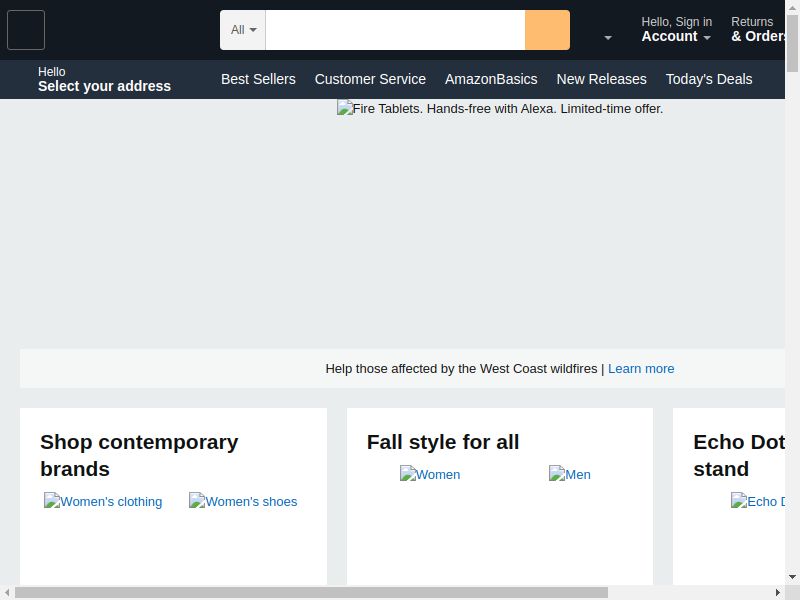 All
Hello, Sign in
Account
Returns
& Orders
Hello
Select your address
Best Sellers
Customer Service
AmazonBasics
New Releases
Today's Deals
Fire Tablets. Hands-free with Alexa. Limited-time offer.
Help those affected by the West Coast wildfires | Learn more
Shop contemporary
brands
Fall style for all
Echo Dot
stand
Women's clothing
Women's shoes
Women
Men
Echo D